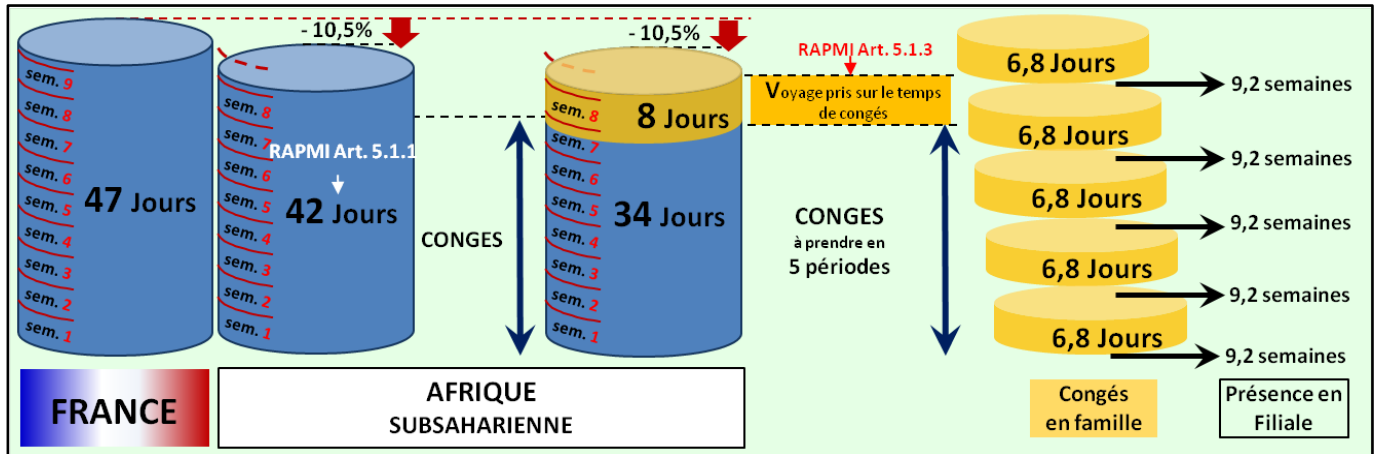 - 10,5%
- 10,5%
RAPMI Art. 5.1.3
Voyage pris sur le temps
de congés
sem. 9
sem. 8
sem. 7
sem. 6
sem. 5
sem. 4
sem. 3
sem. 2
sem. 1
47 Jours
sem. 8
sem. 7
sem. 6
sem. 5
sem. 4
sem. 3
sem. 2
sem. 1
RAPMI Art. 5.1.1
42 Jours
CONGES
sem. 8
sem. 7
sem. 6
sem. 5
sem. 4
sem. 3
sem. 2
sem. 1
8 Jours
34 Jours
CONGES
à prendre en
5 périodes
6,8 Jours
9,2 semaines
6,8 Jours
9,2 semaines
6,8 Jours
9,2 semaines
6,8 Jours
9,2 semaines
6,8 Jours
9,2 semaines
FRANCE
AFRIQUE
SUBSAHARIENNE
Congés
en famille
Présence en
Filiale